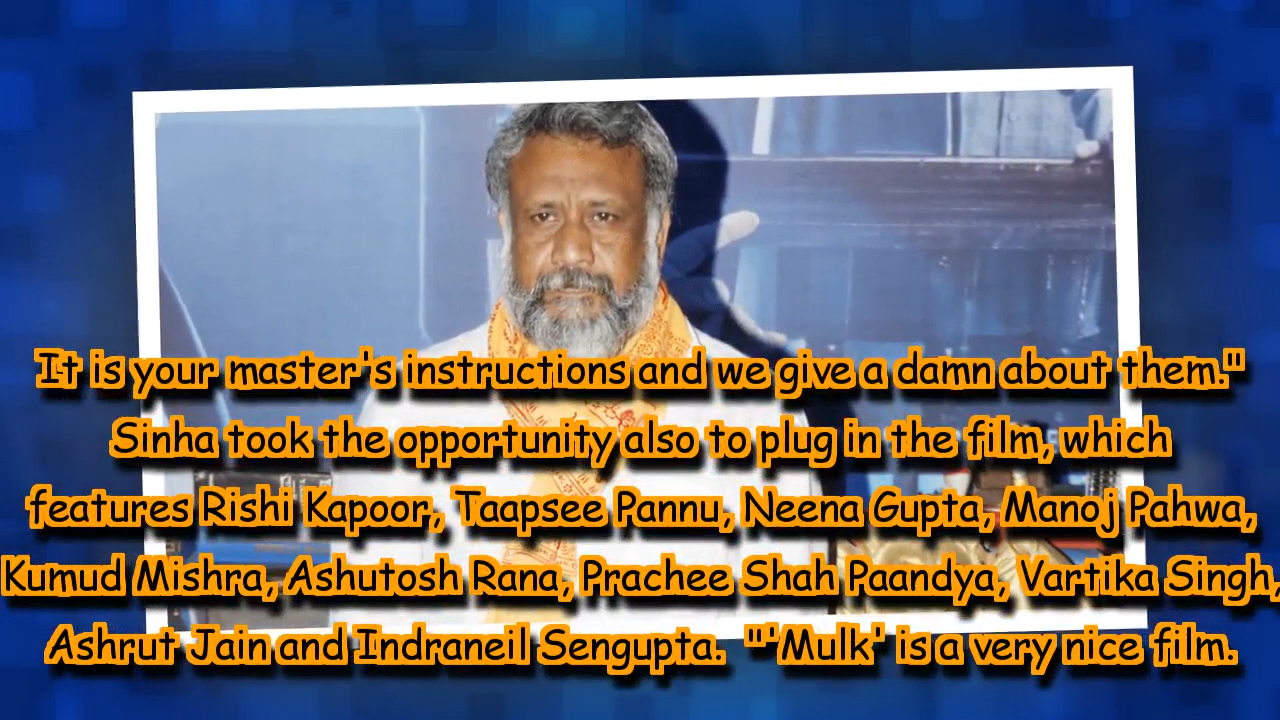 It is your master's instructions and we give a damn about them."
Sinha took the opportunity also to plug in the film, which
features Rishi Kapoor, Taapsee Pannu, Neena Gupta, Manoj Pahwa,
Kumud Mishra, Ashutosh Rana, Prachee Shah Paandya, Vartika Singh,
Ashrut Jain and Indraneil Sengupta.  "'Mulk' is a very nice film.